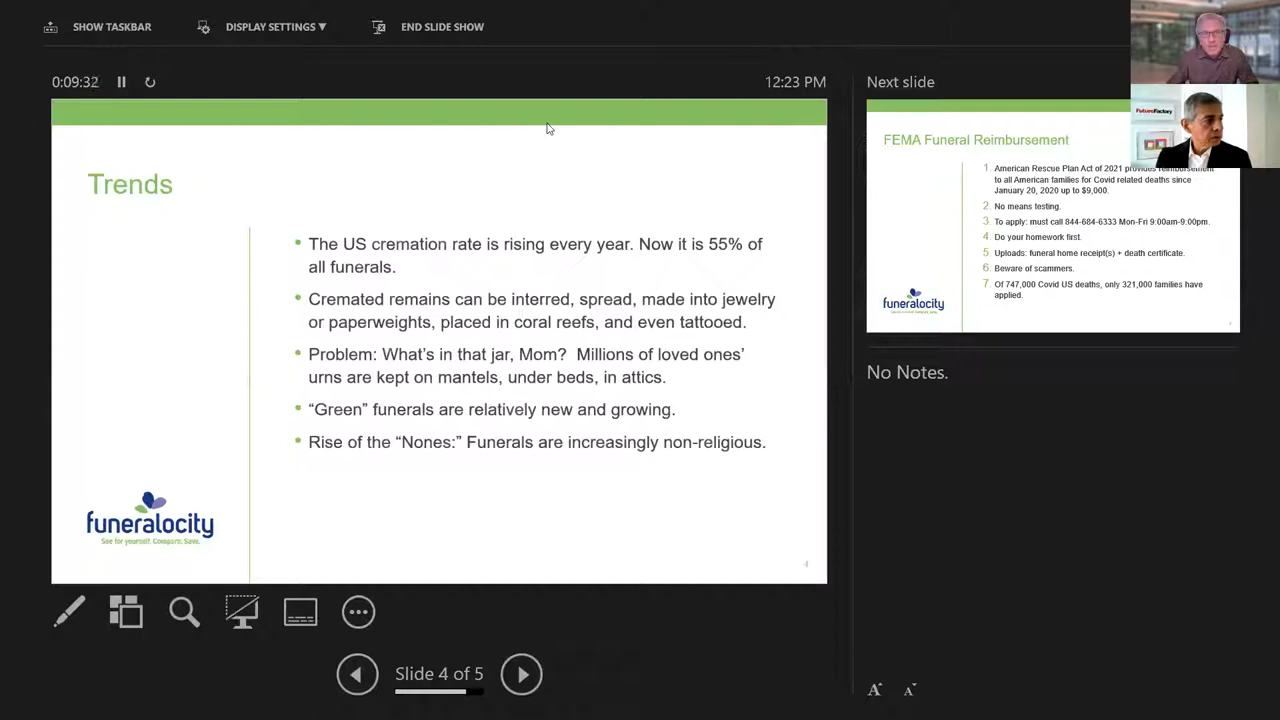 SHOW TASKBAR
DISPLAY SETTINGS ▼
END SLIDE SHOW
0:09:32
12:23 PM
Trends
• The US cremation rate is rising every year. Now it is 55% of
all funerals.
• Cremated remains can be interred, spread, made into jewelry
or paperweights, placed in coral reefs, and even tattooed.
• Problem: What's in that jar, Mom?  Millions of loved ones'
urns are kept on mantels, under beds, in attics.
• “Green” funerals are relatively new and growing.
• Rise of the “Nones:” Funerals are increasingly non-religious.
funeralocity
See for yourself. Compare. Save.
4
Slide 4 of 5
Next slide
FutureFactory
FEMA Funeral Reimbursement
1. American Rescue Plan Act of 2021 provides reimbursement
to all American families for Covid related deaths since
January 20, 2020 up to $9,000.
2. No means testing.
3. To apply: must call 844-684-6333 Mon-Fri 9:00am-9:00pm.
4. Do your homework first.
5. Uploads: funeral home receipt(s) + death certificate.
6. Beware of scammers.
7. Of 747,000 Covid US deaths, only 321,000 families have
applied.
funeralocity
No Notes.
A A